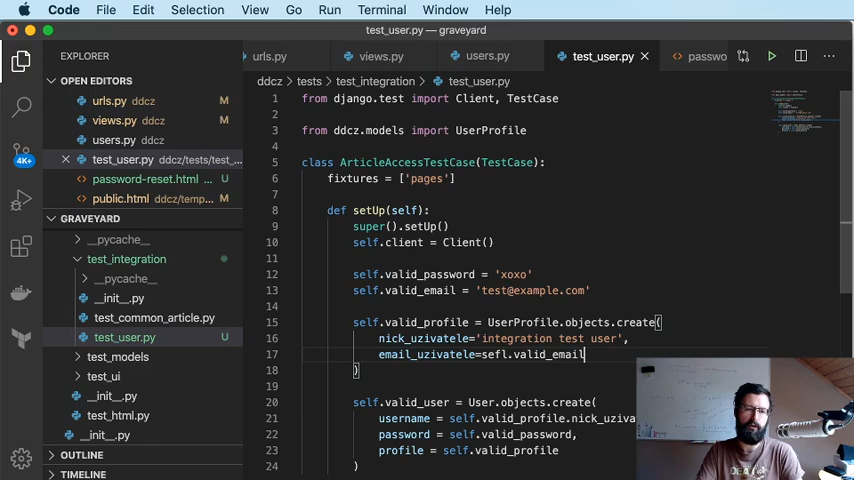 Code File Edit Selection View Go Run Terminal Window Help
test_user.py — graveyard
EXPLORER
urls.py views.py users.py test_user.py passwo
OPEN EDITORS
urls.py M
views.py M
users.py
test_user.py ddcz/tests/test_...
password-reset.html ... U
public.html ddcz/temp... M
GRAVEYARD
__pycache__
test_integration
__pycache__
__init__.py
test_common_article.py
test_user.py U
test_models
test_ui
__init__.py
test_html.py
__init__.py
OUTLINE
TIMELINE
4K+
ddcz tests test_integration test_user.py
1 from django.test import Client, TestCase
2
3 from ddcz.models import UserProfile
4
5 class ArticleAccessTestCase(TestCase):
6 fixtures = ['pages']
7
8 def setUp(self):
9 super().setUp()
10 self.client = Client()
11
12 self.valid_password = 'xoxo'
13 self.valid_email = 'test@example.com'
14
15 self.valid_profile = UserProfile.objects.create(
16 nick_uzivatele='integration test user',
17 email_uzivatele=sefl.valid_email
18 )
19
20 self.valid_user = User.objects.create(
21 username = self.valid_profile.nick_uziva
22 password = self.valid_password,
23 profile = self.valid_profile
24 )